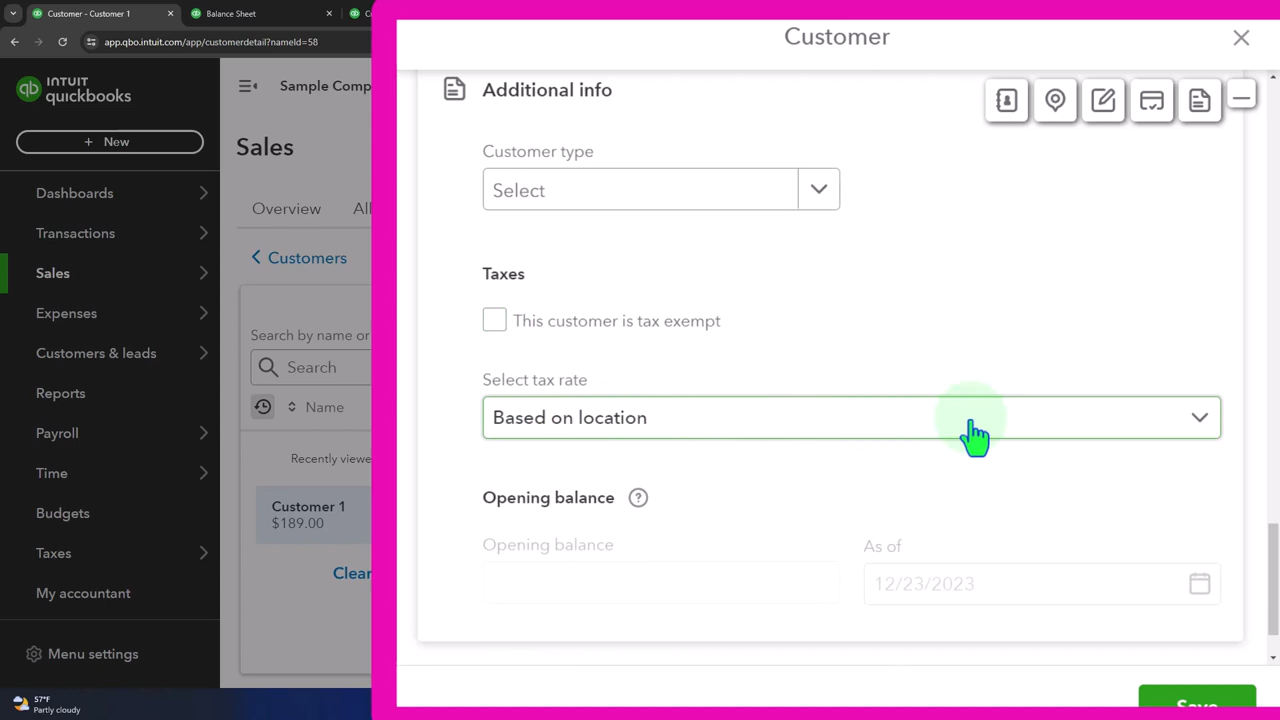 Customer - Customer 1
Balance Sheet
app.qbo.intuit.com/app/customerdetail?nameId=58
qb
INTUIT
quickbooks
+ New
Dashboards
Transactions
Sales
Expenses
Customers & leads
Reports
Payroll
Time
Budgets
Taxes
My accountant
Menu settings
57°F
Partly cloudy
Sample Comp
Sales
Overview
Customers
Search by name or
Search
Name
Recently viewe
Customer 1
$189.00
Clear
Customer
Additional info
Customer type
Select
Taxes
This customer is tax exempt
Select tax rate
Based on location
Opening balance
Opening balance
As of
12/23/2023
Save